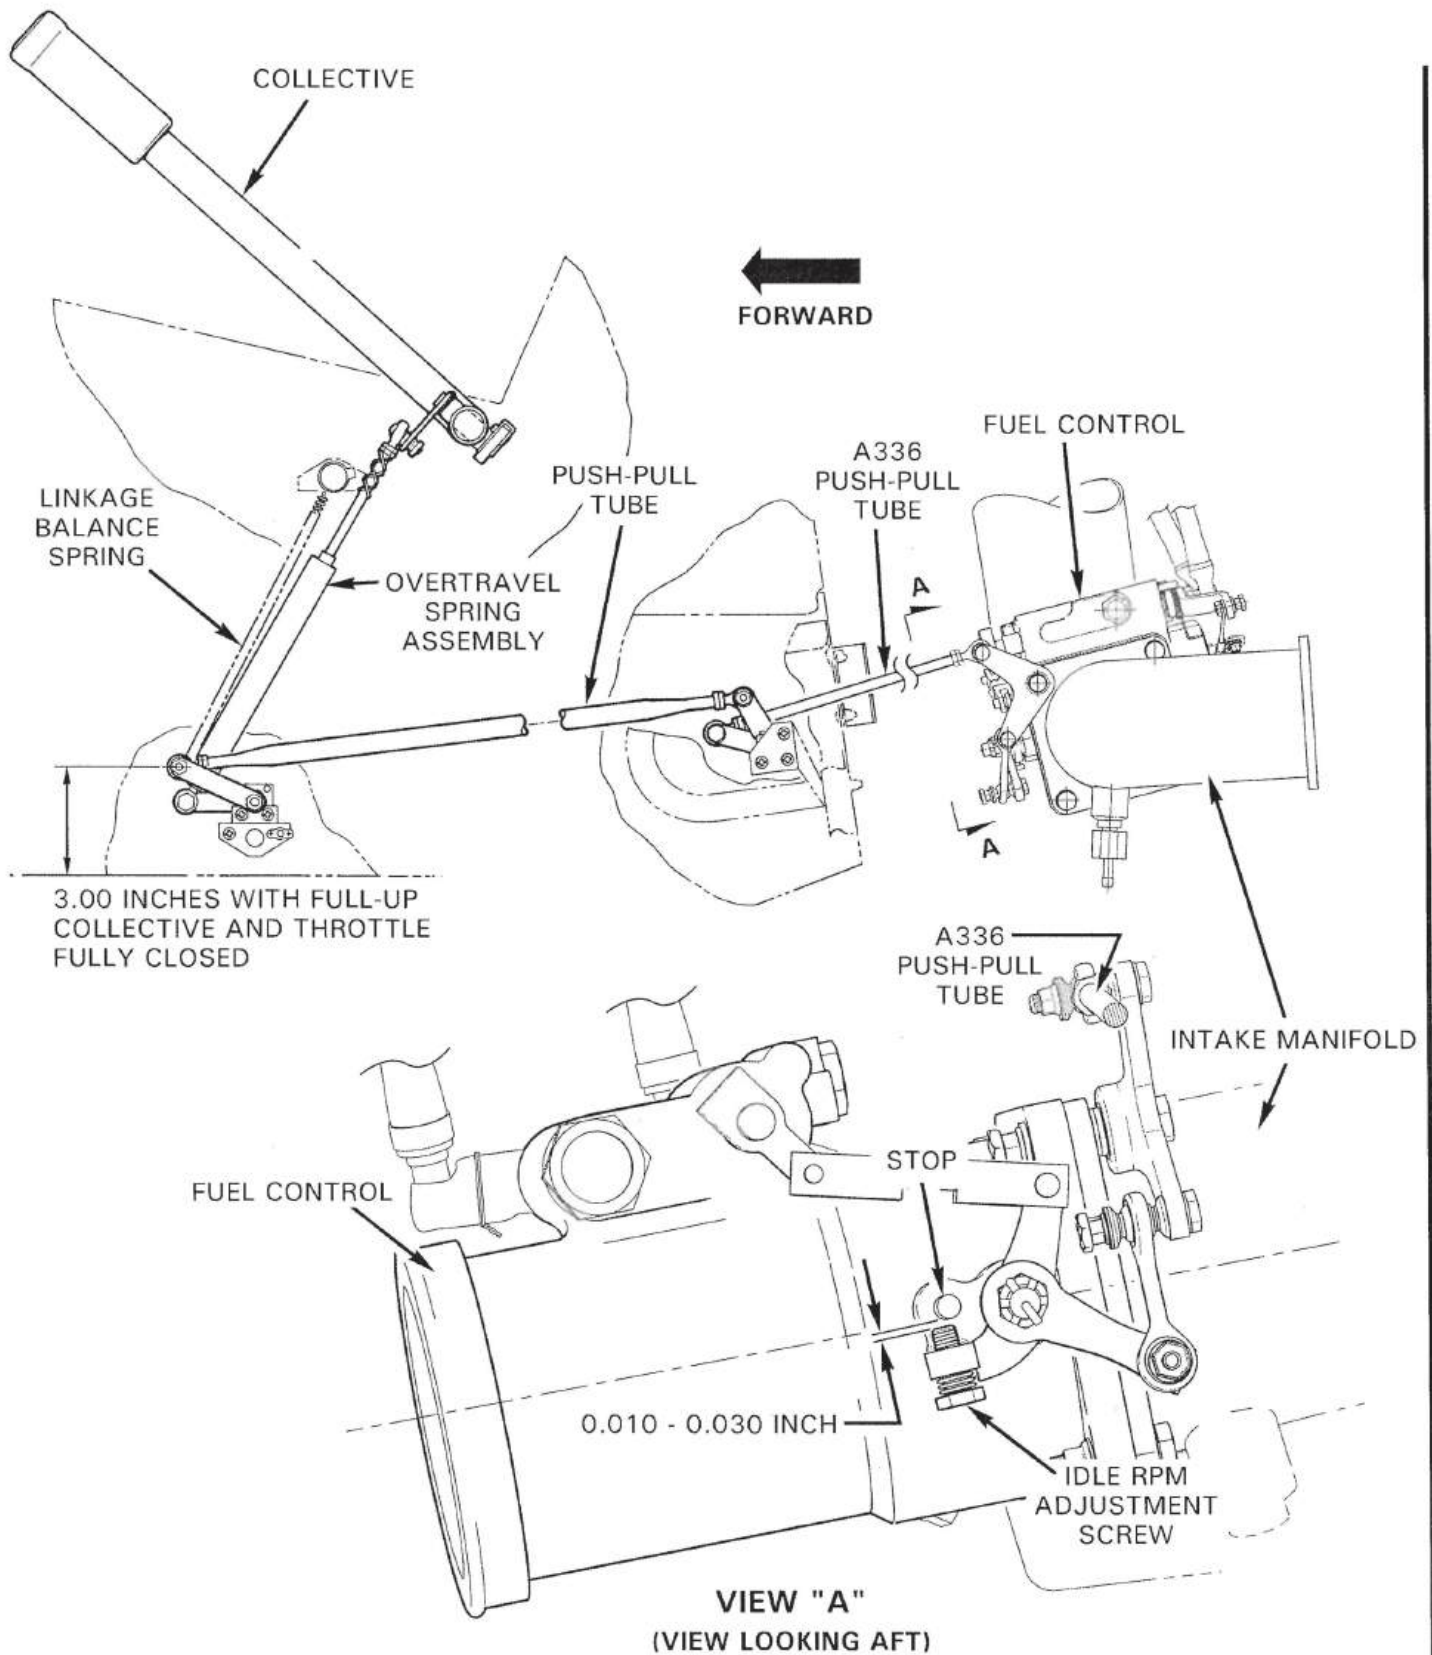 COLLECTIVE
FORWARD
FUEL CONTROL
A336
PUSH-PULL
TUBE
PUSH-PULL
TUBE
LINKAGE
BALANCE
SPRING
OVERTRAVEL
SPRING
ASSEMBLY
A
A
3.00 INCHES WITH FULL-UP
COLLECTIVE AND THROTTLE
FULLY CLOSED
A336
PUSH-PULL
TUBE
INTAKE MANIFOLD
STOP
FUEL CONTROL
0.010 - 0.030 INCH
IDLE RPM
ADJUSTMENT
SCREW
VIEW "A"
(VIEW LOOKING AFT)